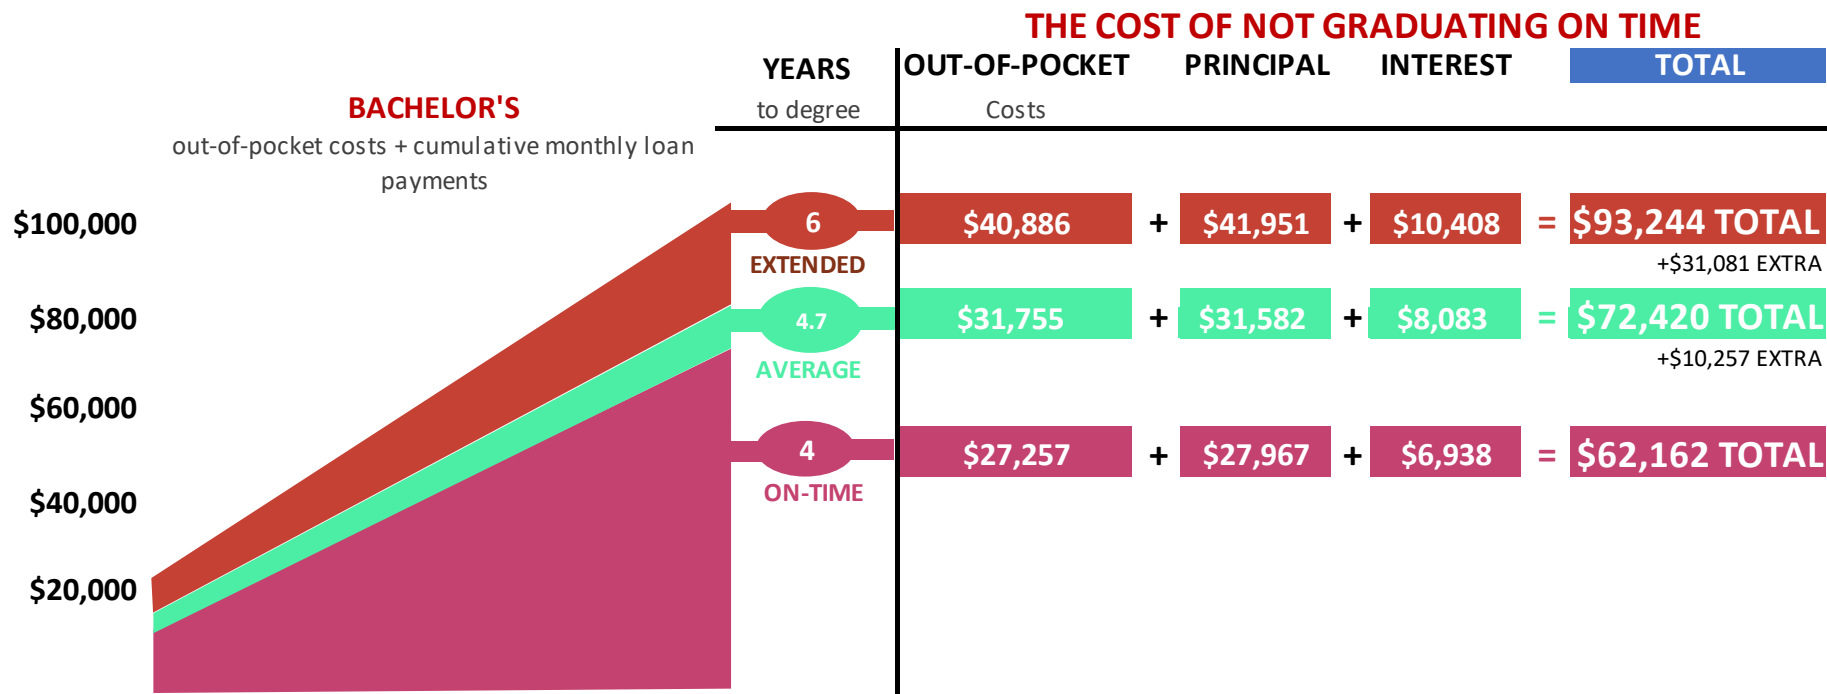 THE COST OF NOT GRADUATING ON TIME
YEARS OUT-OF-POCKET PRINCIPAL INTEREST TOTAL
BACHELOR'S to degree Costs
out-of-pocket costs + cumulative monthly loan
payments
$100,000 6 $40,886 + $41,951 + $10,408 = $93,244 TOTAL
EXTENDED +$31,081 EXTRA
$80,000 4.7 $31,755 + $31,582 + $8,083 = $72,420 TOTAL
AVERAGE +$10,257 EXTRA
$60,000
4 $27,257 + $27,967 + $6,938 = $62,162 TOTAL
ON-TIME
$40,000
$20,000